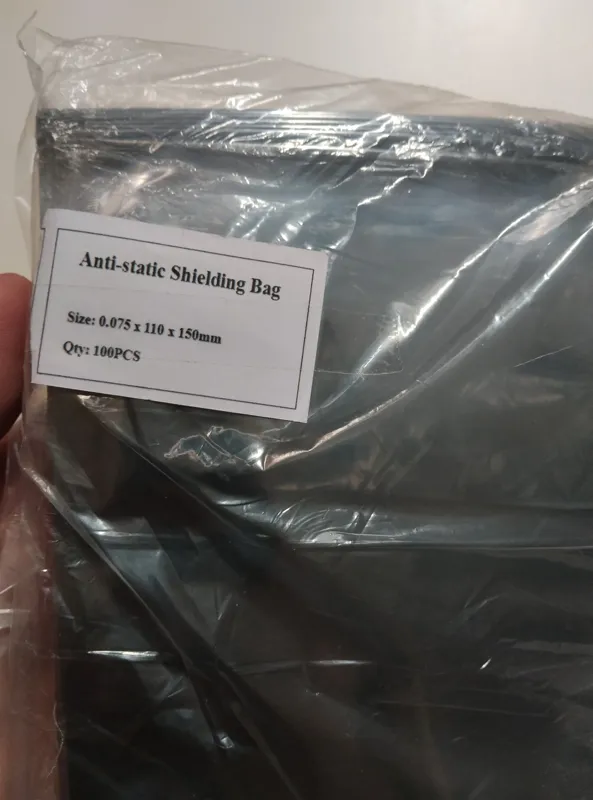 Anti-static Shielding Bag
Size: 0.075 x 110 x 150mm
Qty: 100PCS